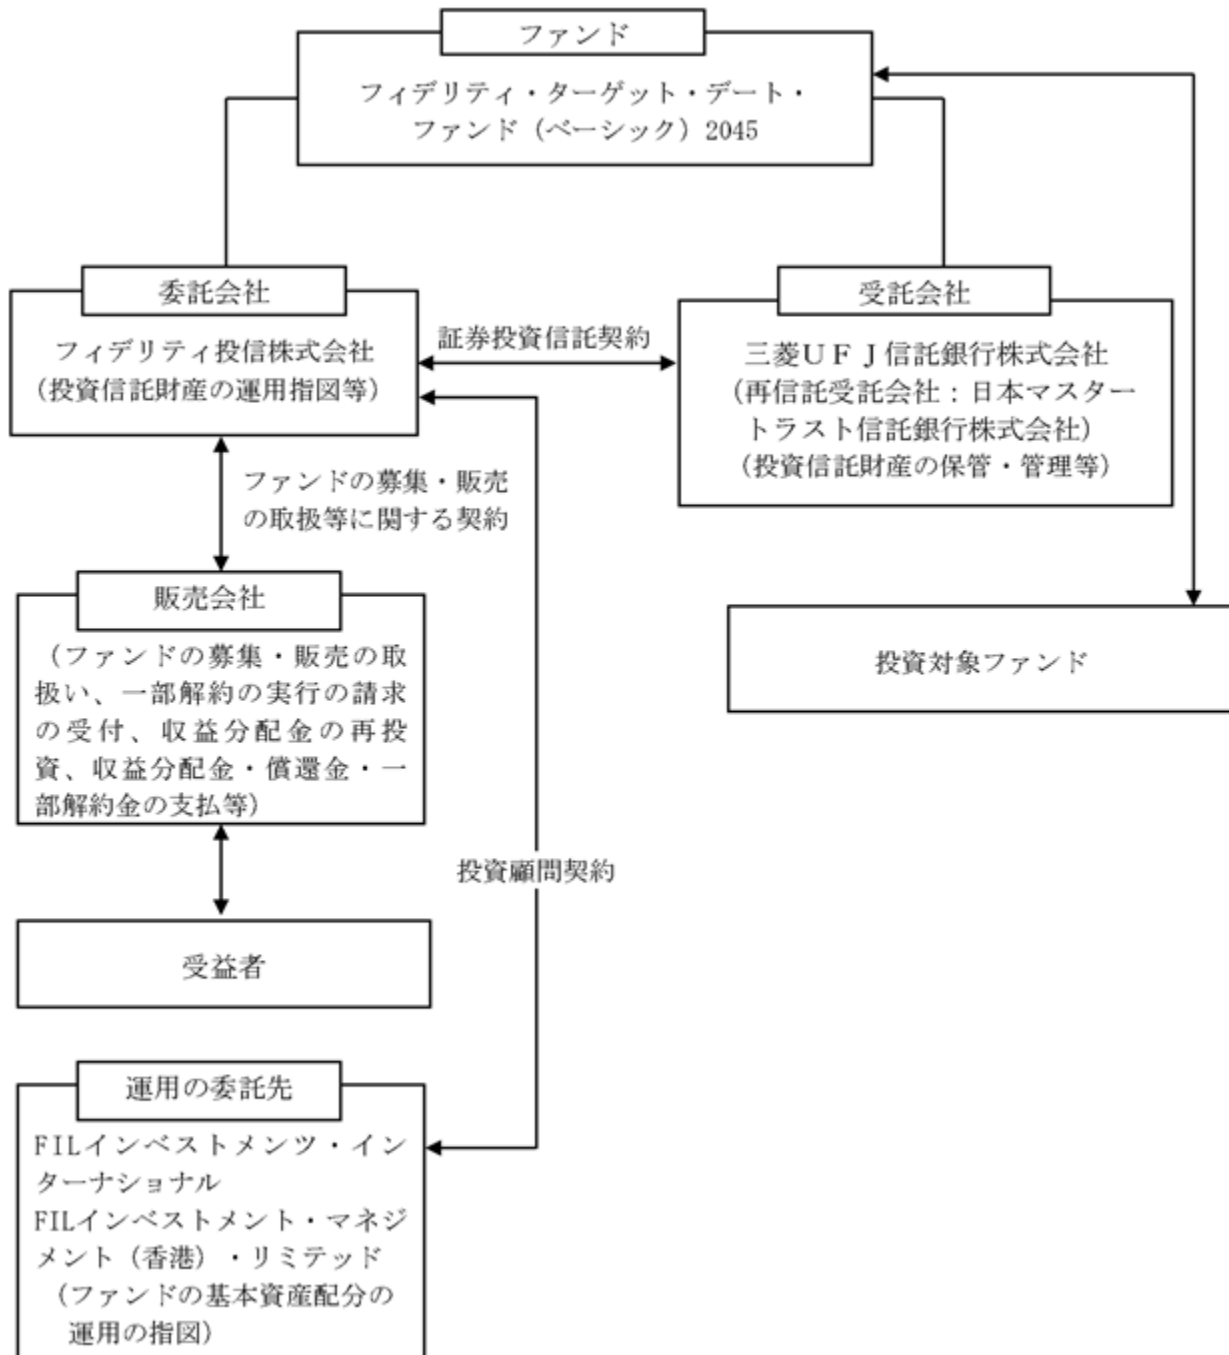 ファンド
フィデリティ・ターゲット・デート・
ファンド（ベーシック）2045
委託会社
フィデリティ投信株式会社
（投資信託財産の運用指図等）
証券投資信託契約
受託会社
三菱ＵＦＪ信託銀行株式会社
（再信託受託会社：日本マスター
トラスト信託銀行株式会社）
（投資信託財産の保管・管理等）
ファンドの募集・販売
の取扱等に関する契約
販売会社
（ファンドの募集・販売の取
扱い、一部解約の実行の請求
の受付、収益分配金の再投
資、収益分配金・償還金・一
部解約金の支払等）
投資対象ファンド
投資顧問契約
受益者
運用の委託先
FILインベストメンツ・イン
ターナショナル
FILインベストメント・マネジ
メント（香港）・リミテッド
（ファンドの基本資産配分の
運用の指図）